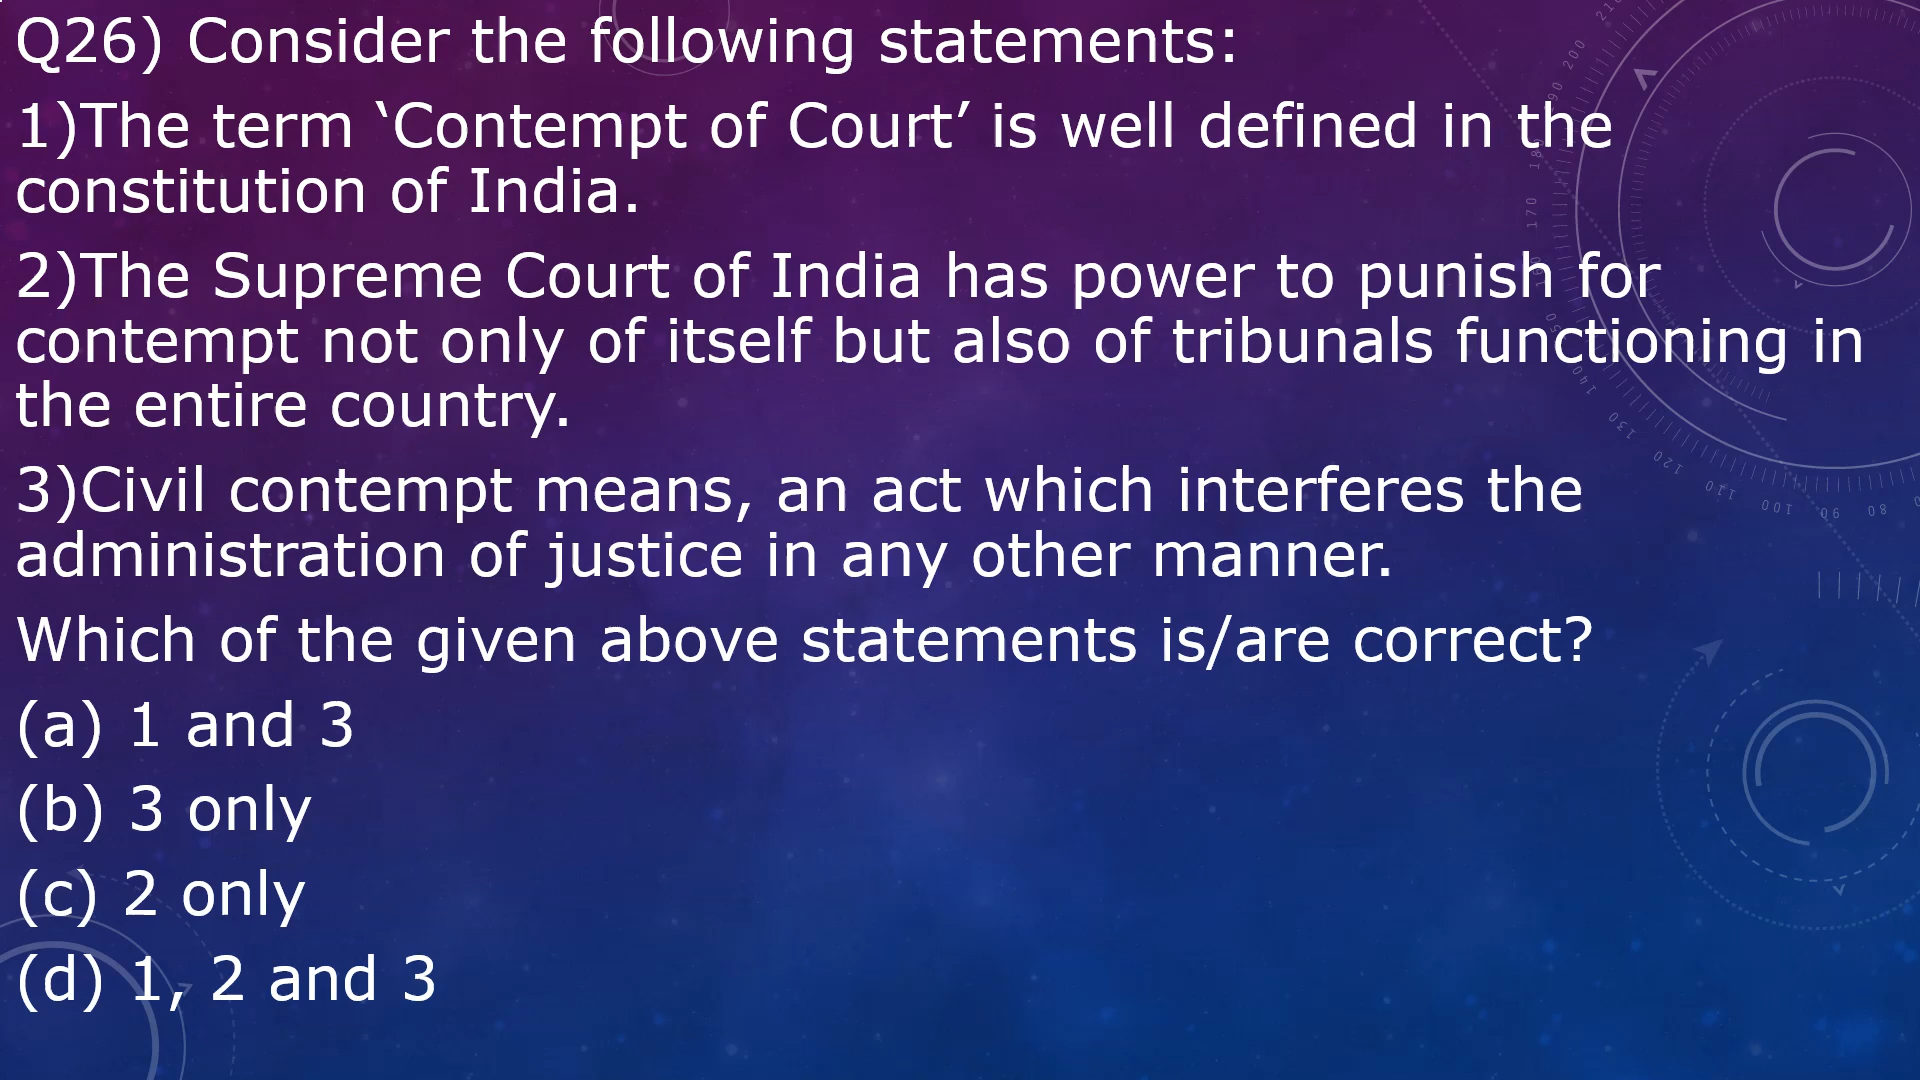 Q26) Consider the following statements:
1)The term ‘Contempt of Court’ is well defined in the
constitution of India.
2)The Supreme Court of India has power to punish for
contempt not only of itself but also of tribunals functioning in
the entire country.
3)Civil contempt means, an act which interferes the
administration of justice in any other manner.
Which of the given above statements is/are correct?
(a) 1 and 3
(b) 3 only
(c) 2 only
(d) 1, 2 and 3